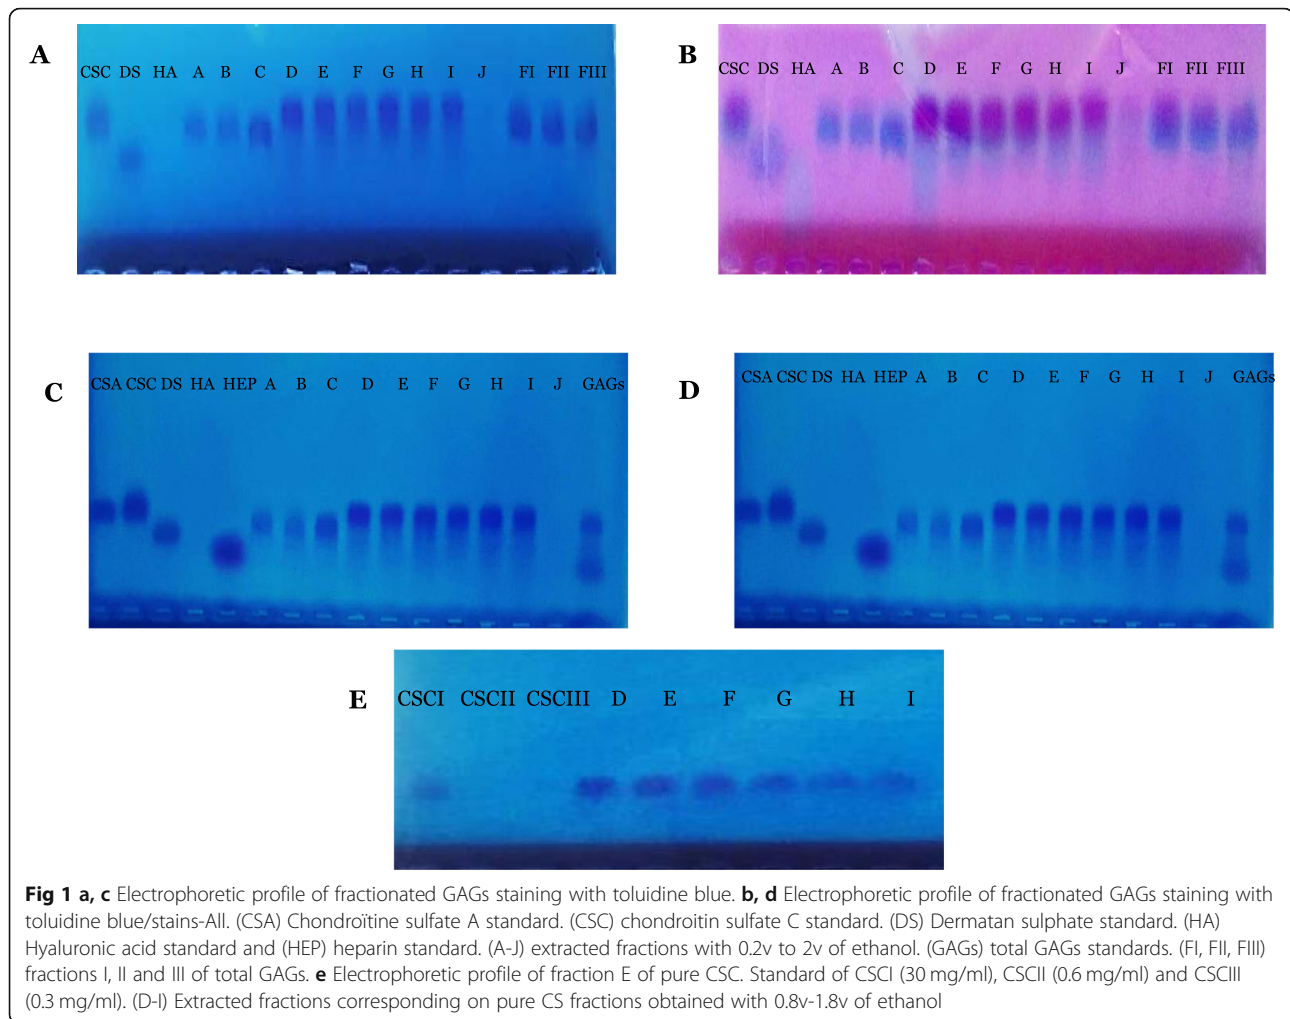 A
CSC DS HA A B C D E F G H I J FI FII FIII
B
CSC DS HA A B C D E F G H I J FI FII FIII
C
CSA CSC DS HA HEP A B C D E F G H I J GAGs
D
CSA CSC DS HA HEP A B C D E F G H I J GAGs
E
CSCI CSCII CSCIII D E F G H I
Fig 1 a, c Electrophoretic profile of fractionated GAGs staining with toluidine blue. b, d Electrophoretic profile of fractionated GAGs staining with
toluidine blue/stains-All. (CSA) Chondroïtine sulfate A standard. (CSC) chondroitin sulfate C standard. (DS) Dermatan sulphate standard. (HA)
Hyaluronic acid standard and (HEP) heparin standard. (A-J) extracted fractions with 0.2v to 2v of ethanol. (GAGs) total GAGs standards. (FI, FII, FIII)
fractions I, II and III of total GAGs. e Electrophoretic profile of fraction E of pure CSC. Standard of CSCI (30 mg/ml), CSCII (0.6 mg/ml) and CSCIII
(0.3 mg/ml). (D-I) Extracted fractions corresponding on pure CS fractions obtained with 0.8v-1.8v of ethanol